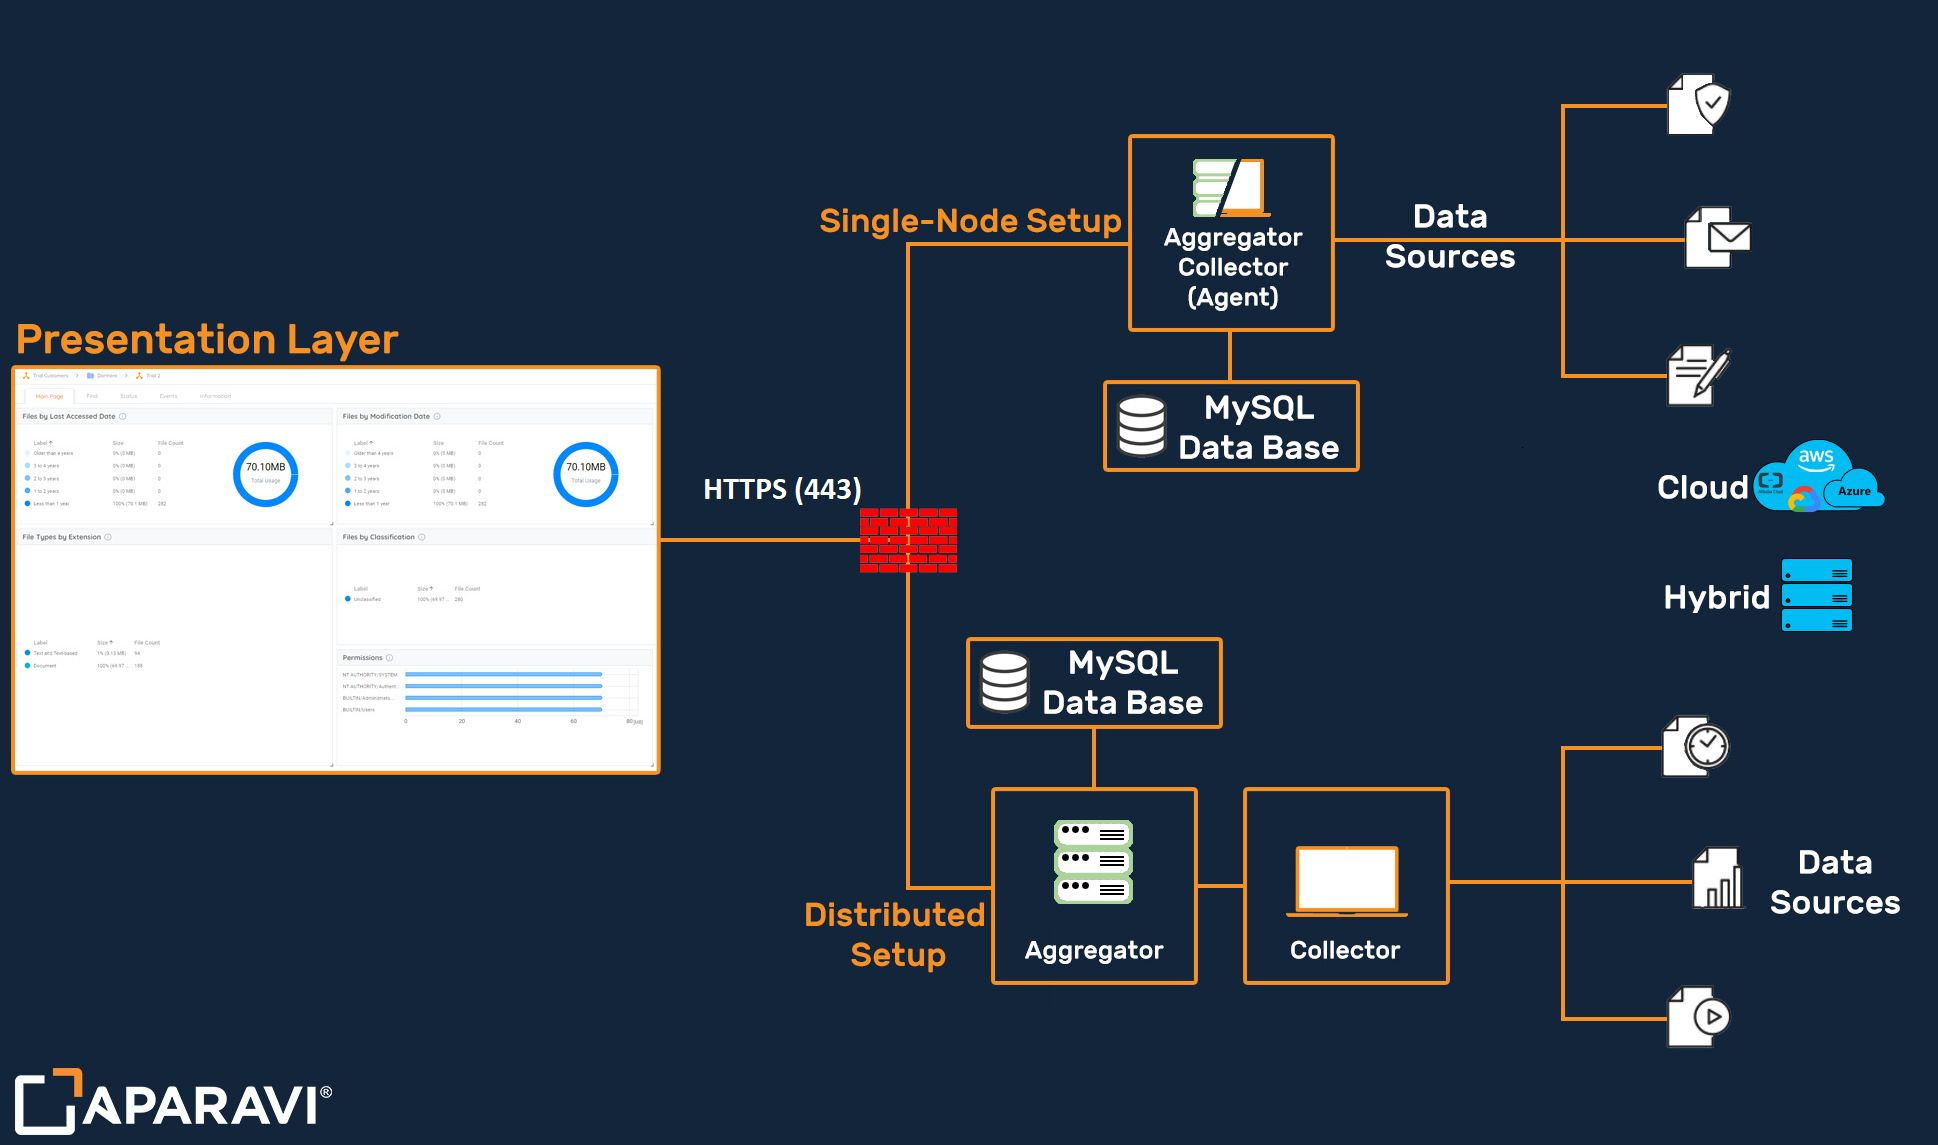 Presentation Layer
Trial Customers > Dormeni > Trial 2
Main Page Find Status Events Information
Files by Last Accessed Date
Label Size File Count
Older than 4 years 0% (0 MB) 0
3 to 4 years 0% (0 MB) 0
2 to 3 years 0% (0 MB) 0
1 to 2 years 0% (0 MB) 0
Less than 1 year 100% (70.1 MB) 282
70.10MB
Total Usage
Files by Modification Date
Label Size File Count
Older than 4 years 0% (0 MB) 0
3 to 4 years 0% (0 MB) 0
2 to 3 years 0% (0 MB) 0
1 to 2 years 0% (0 MB) 0
Less than 1 year 100% (70.1 MB) 282
70.10MB
Total Usage
File Types by Extension
Label Size File Count
Text and Text-based 1% (0.13 MB) 94
Document 100% (69.97 ... 188
Files by Classification
Label Size File Count
Unclassified 100% (69.97 ... 280
Permissions
NT AUTHORITY/SYSTEM
NT AUTHORITY/Authent...
BUILTIN/Administrato...
BUILTIN/Users
0 20 40 60 80 [MB]
HTTPS (443)
Single-Node Setup
Aggregator
Collector
(Agent)
MySQL
Data Base
Data
Sources
Cloud
aws
Alibaba Cloud
Azure
Hybrid
MySQL
Data Base
Distributed
Setup
Aggregator
Collector
Data
Sources
APARAVI®